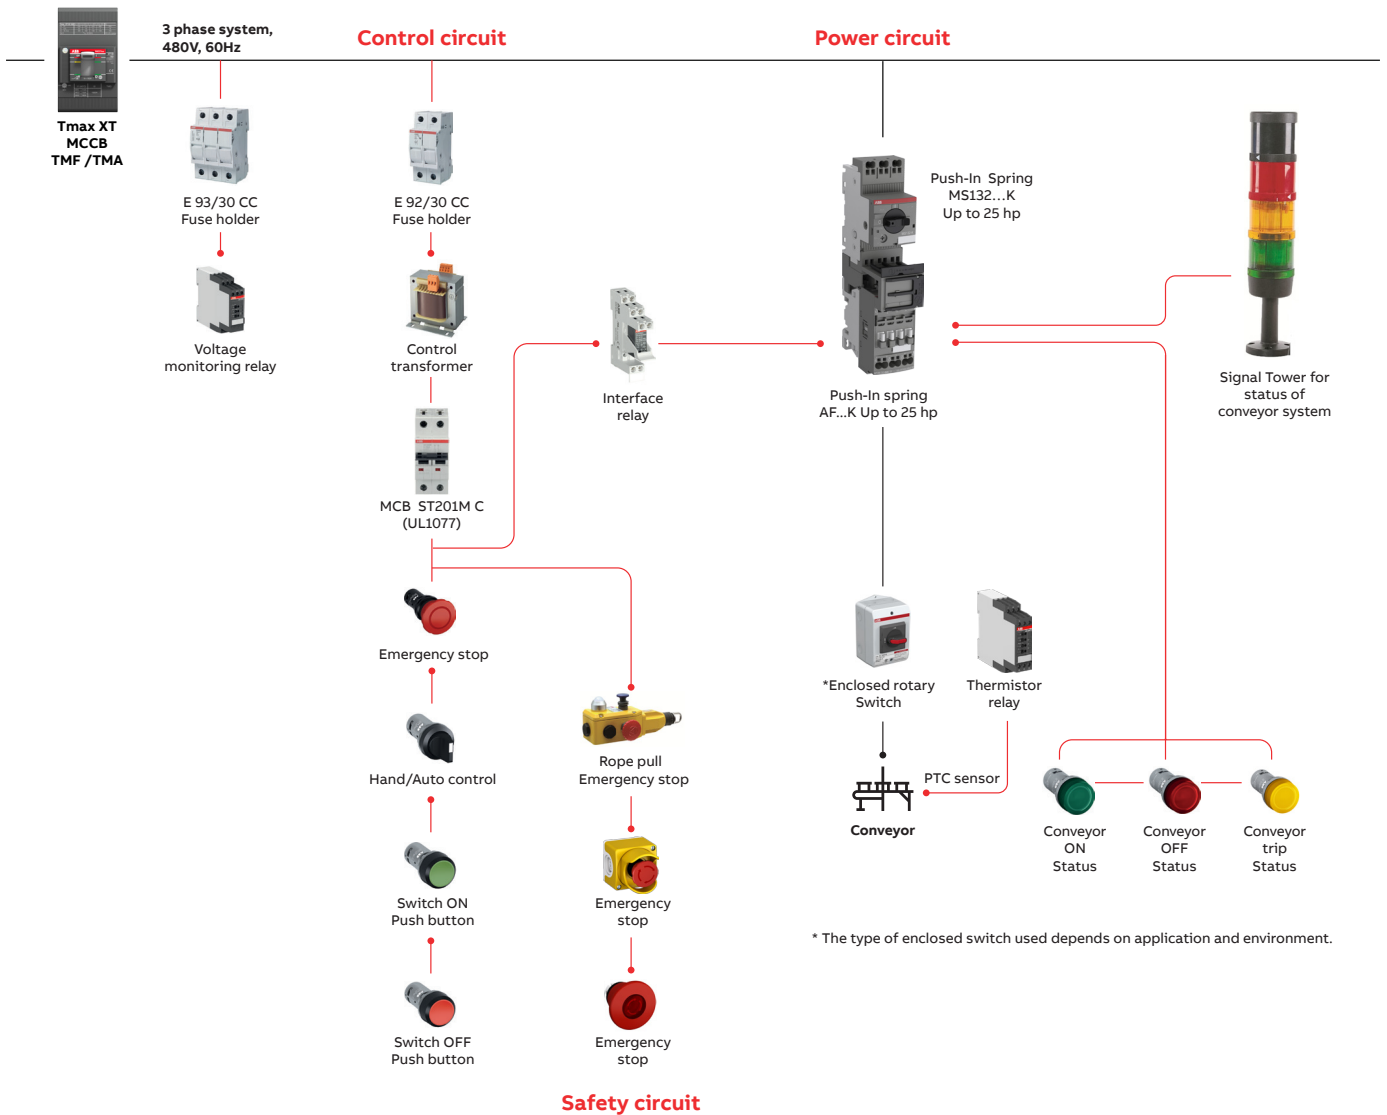 3 phase system,
480V, 60Hz
Control circuit
Power circuit
Tmax XT
MCCB
TMF /TMA
E 93/30 CC
Fuse holder
E 92/30 CC
Fuse holder
Push-In Spring
MS132...K
Up to 25 hp
Voltage
monitoring relay
Control
transformer
Interface
relay
Push-In spring
AF...K Up to 25 hp
Signal Tower for
status of
conveyor system
MCB ST201M C
(UL1077)
Emergency stop
*Enclosed rotary
Switch
Thermistor
relay
Hand/Auto control
Rope pull
Emergency stop
PTC sensor
Conveyor
Conveyor
ON
Status
Conveyor
OFF
Status
Conveyor
trip
Status
Switch ON
Push button
Emergency
stop
* The type of enclosed switch used depends on application and environment.
Switch OFF
Push button
Emergency
stop
Safety circuit